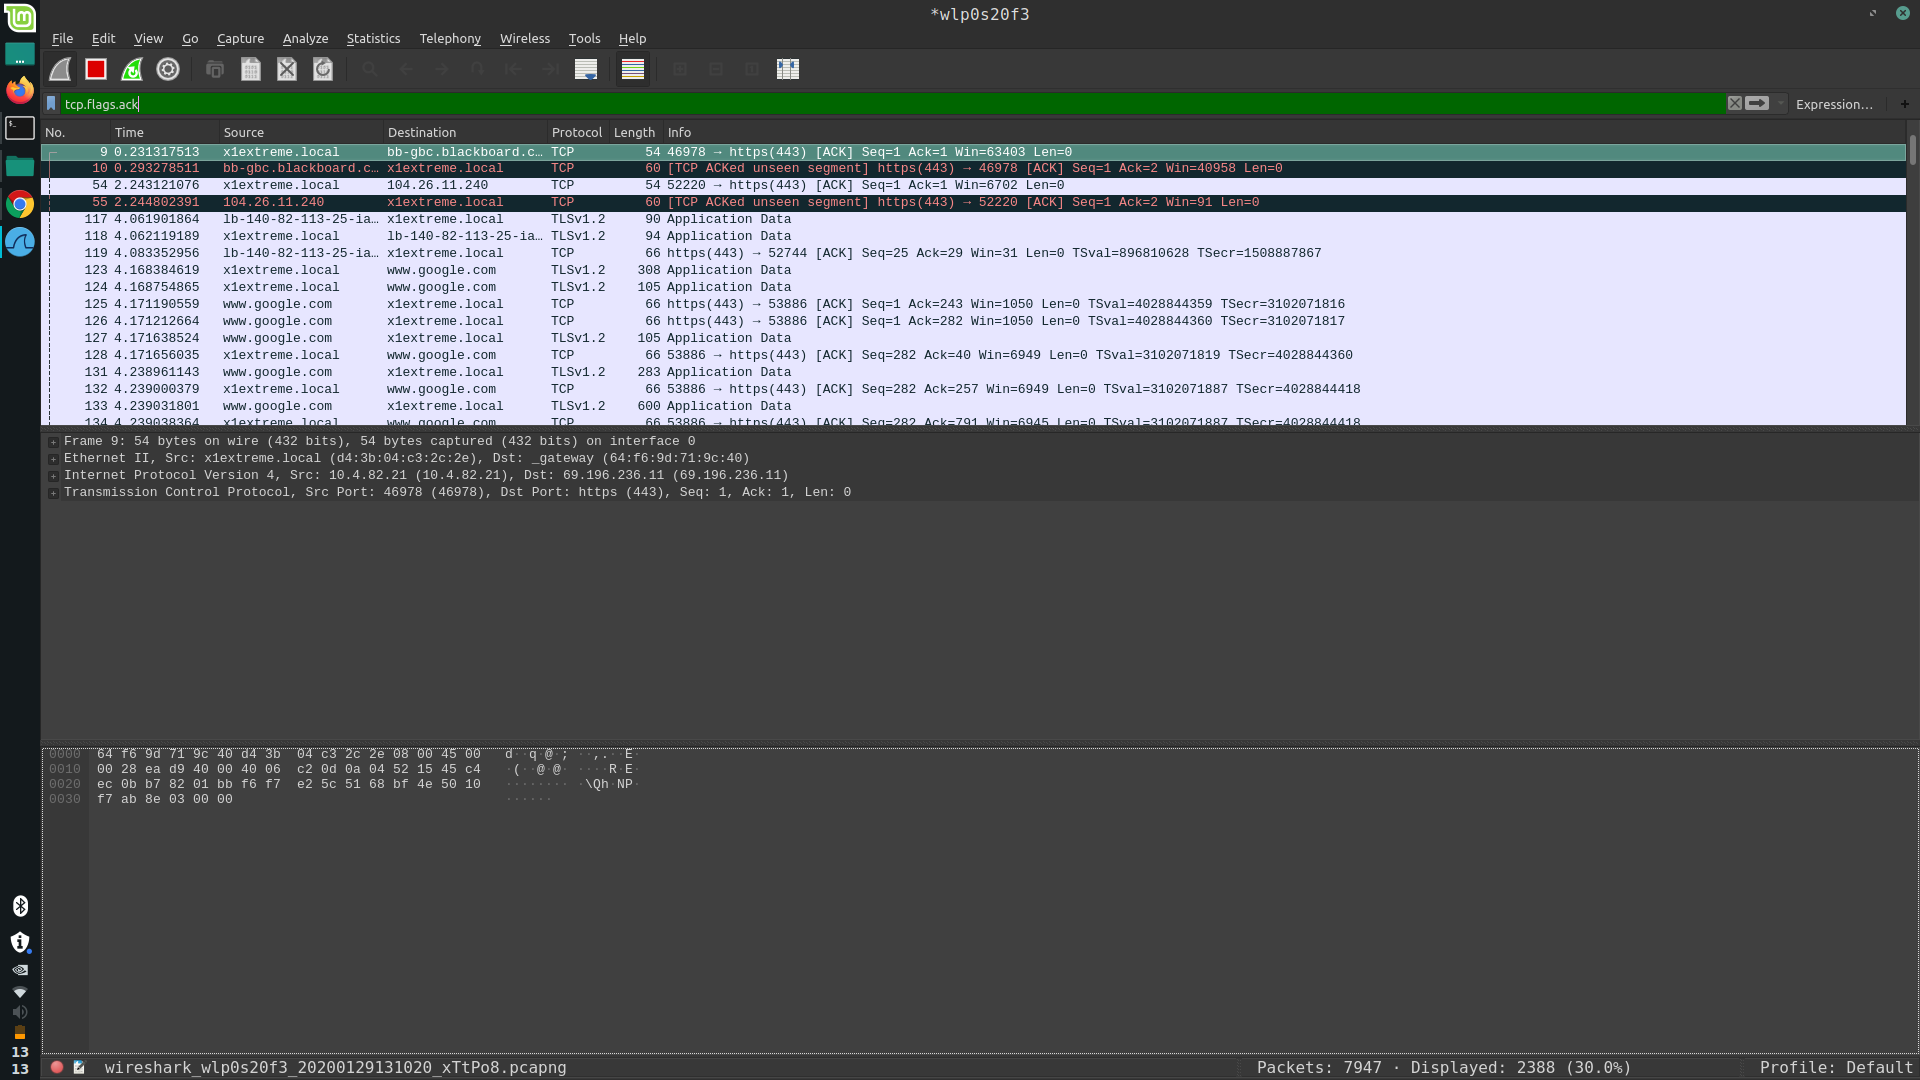 *wlp0s20f3
File Edit View Go Capture Analyze Statistics Telephony Wireless Tools Help
tcp.flags.ack Expression…  +
No. Time Source Destination Protocol Length Info
9 0.231317513 x1extreme.local bb-gbc.blackboard.c… TCP 54 46978 → https(443) [ACK] Seq=1 Ack=1 Win=63403 Len=0
10 0.293278511 bb-gbc.blackboard.c… x1extreme.local TCP 60 [TCP ACKed unseen segment] https(443) → 46978 [ACK] Seq=1 Ack=2 Win=40958 Len=0
54 2.243121076 x1extreme.local 104.26.11.240 TCP 54 52220 → https(443) [ACK] Seq=1 Ack=1 Win=6702 Len=0
55 2.244802391 104.26.11.240 x1extreme.local TCP 60 [TCP ACKed unseen segment] https(443) → 52220 [ACK] Seq=1 Ack=2 Win=91 Len=0
117 4.061901864 lb-140-82-113-25-ia… x1extreme.local TLSv1.2 90 Application Data
118 4.062119189 x1extreme.local lb-140-82-113-25-ia… TLSv1.2 94 Application Data
119 4.083352956 lb-140-82-113-25-ia… x1extreme.local TCP 66 https(443) → 52744 [ACK] Seq=25 Ack=29 Win=31 Len=0 TSval=896810628 TSecr=1508887867
123 4.168384619 x1extreme.local www.google.com TLSv1.2 308 Application Data
124 4.168754865 x1extreme.local www.google.com TLSv1.2 105 Application Data
125 4.171190559 www.google.com x1extreme.local TCP 66 https(443) → 53886 [ACK] Seq=1 Ack=243 Win=1050 Len=0 TSval=4028844359 TSecr=3102071816
126 4.171212664 www.google.com x1extreme.local TCP 66 https(443) → 53886 [ACK] Seq=1 Ack=282 Win=1050 Len=0 TSval=4028844360 TSecr=3102071817
127 4.171638524 www.google.com x1extreme.local TLSv1.2 105 Application Data
128 4.171656035 x1extreme.local www.google.com TCP 66 53886 → https(443) [ACK] Seq=282 Ack=40 Win=6949 Len=0 TSval=3102071819 TSecr=4028844360
131 4.238961143 www.google.com x1extreme.local TLSv1.2 283 Application Data
132 4.239000379 x1extreme.local www.google.com TCP 66 53886 → https(443) [ACK] Seq=282 Ack=257 Win=6949 Len=0 TSval=3102071887 TSecr=4028844418
133 4.239031801 www.google.com x1extreme.local TLSv1.2 600 Application Data
134 4.239038364 x1extreme.local www.google.com TCP 66 53886 → https(443) [ACK] Seq=282 Ack=791 Win=6945 Len=0 TSval=3102071887 TSecr=4028844418
Frame 9: 54 bytes on wire (432 bits), 54 bytes captured (432 bits) on interface 0
Ethernet II, Src: x1extreme.local (d4:3b:04:c3:2c:2e), Dst: _gateway (64:f6:9d:71:9c:40)
Internet Protocol Version 4, Src: 10.4.82.21 (10.4.82.21), Dst: 69.196.236.11 (69.196.236.11)
Transmission Control Protocol, Src Port: 46978 (46978), Dst Port: https (443), Seq: 1, Ack: 1, Len: 0
0000 64 f6 9d 71 9c 40 d4 3b 04 c3 2c 2e 08 00 45 00 d··q·@·; ··,.··E·
0010 00 28 ea d9 40 00 40 06 c2 0d 0a 04 52 15 45 c4 ·(··@·@· ····R·E·
0020 ec 0b b7 82 01 bb f6 f7 e2 5c 51 68 bf 4e 50 10 ········ ·\Qh·NP·
0030 f7 ab 8e 03 00 00 ······
13
13
wireshark_wlp0s20f3_20200129131020_xTtPo8.pcapng Packets: 7947 · Displayed: 2388 (30.0%) Profile: Default